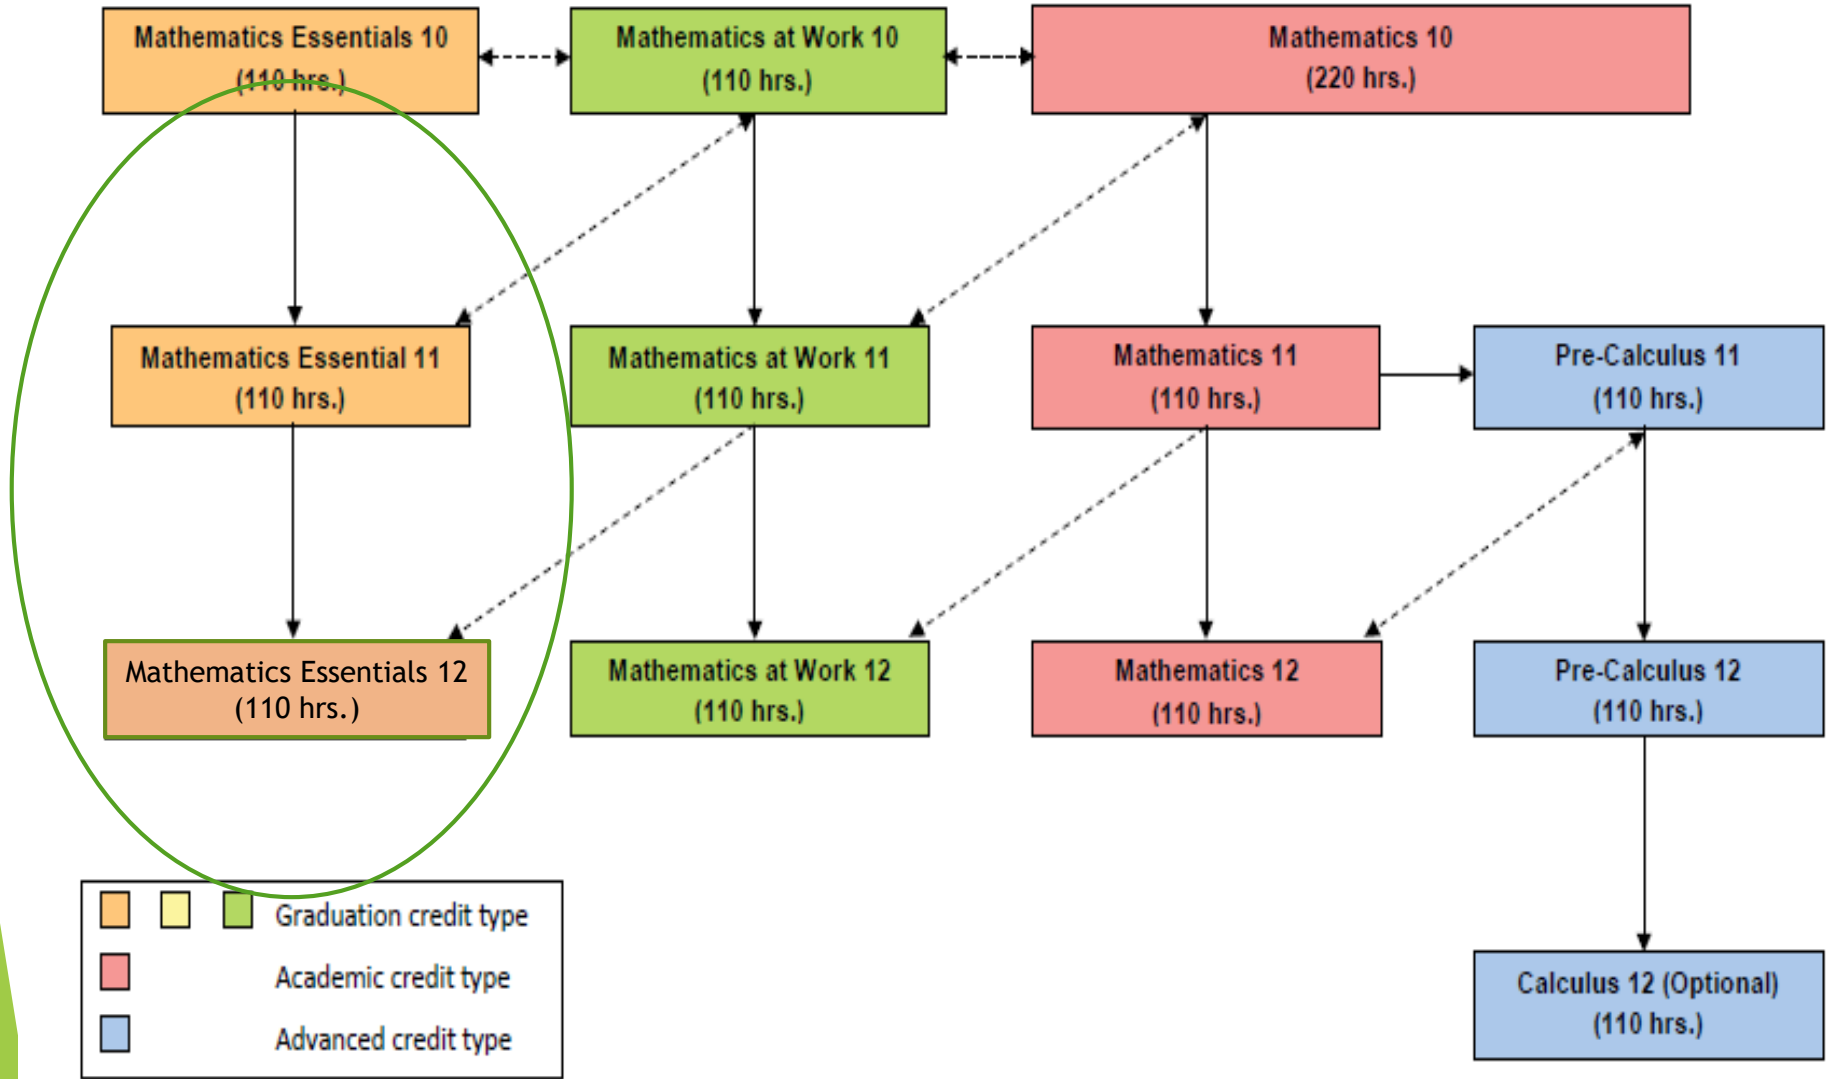 Mathematics Essentials 10
(110 hrs.)
Mathematics at Work 10
(110 hrs.)
Mathematics 10
(220 hrs.)
Mathematics Essential 11
(110 hrs.)
Mathematics at Work 11
(110 hrs.)
Mathematics 11
(110 hrs.)
Pre-Calculus 11
(110 hrs.)
Mathematics Essentials 12
(110 hrs.)
Mathematics at Work 12
(110 hrs.)
Mathematics 12
(110 hrs.)
Pre-Calculus 12
(110 hrs.)
Graduation credit type
Academic credit type
Advanced credit type
Calculus 12 (Optional)
(110 hrs.)